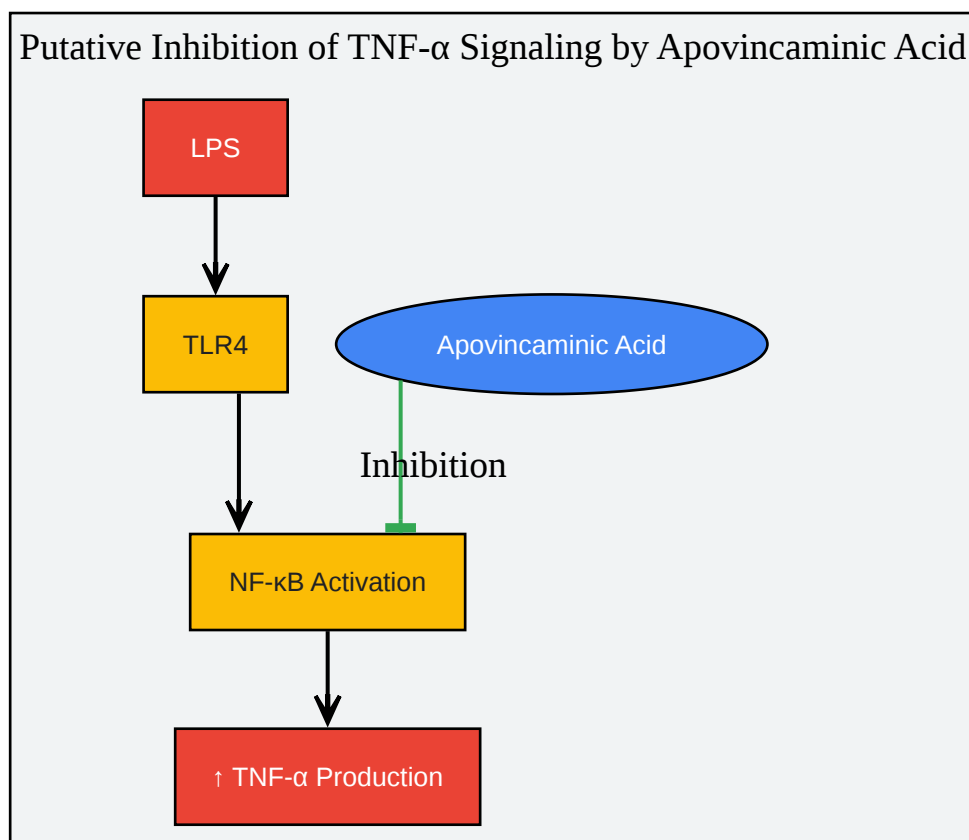 Putative Inhibition of TNF-α Signaling by Apovincaminic Acid
LPS
TLR4
Apovincaminic Acid
Inhibition
NF-κB Activation
↑ TNF-α Production